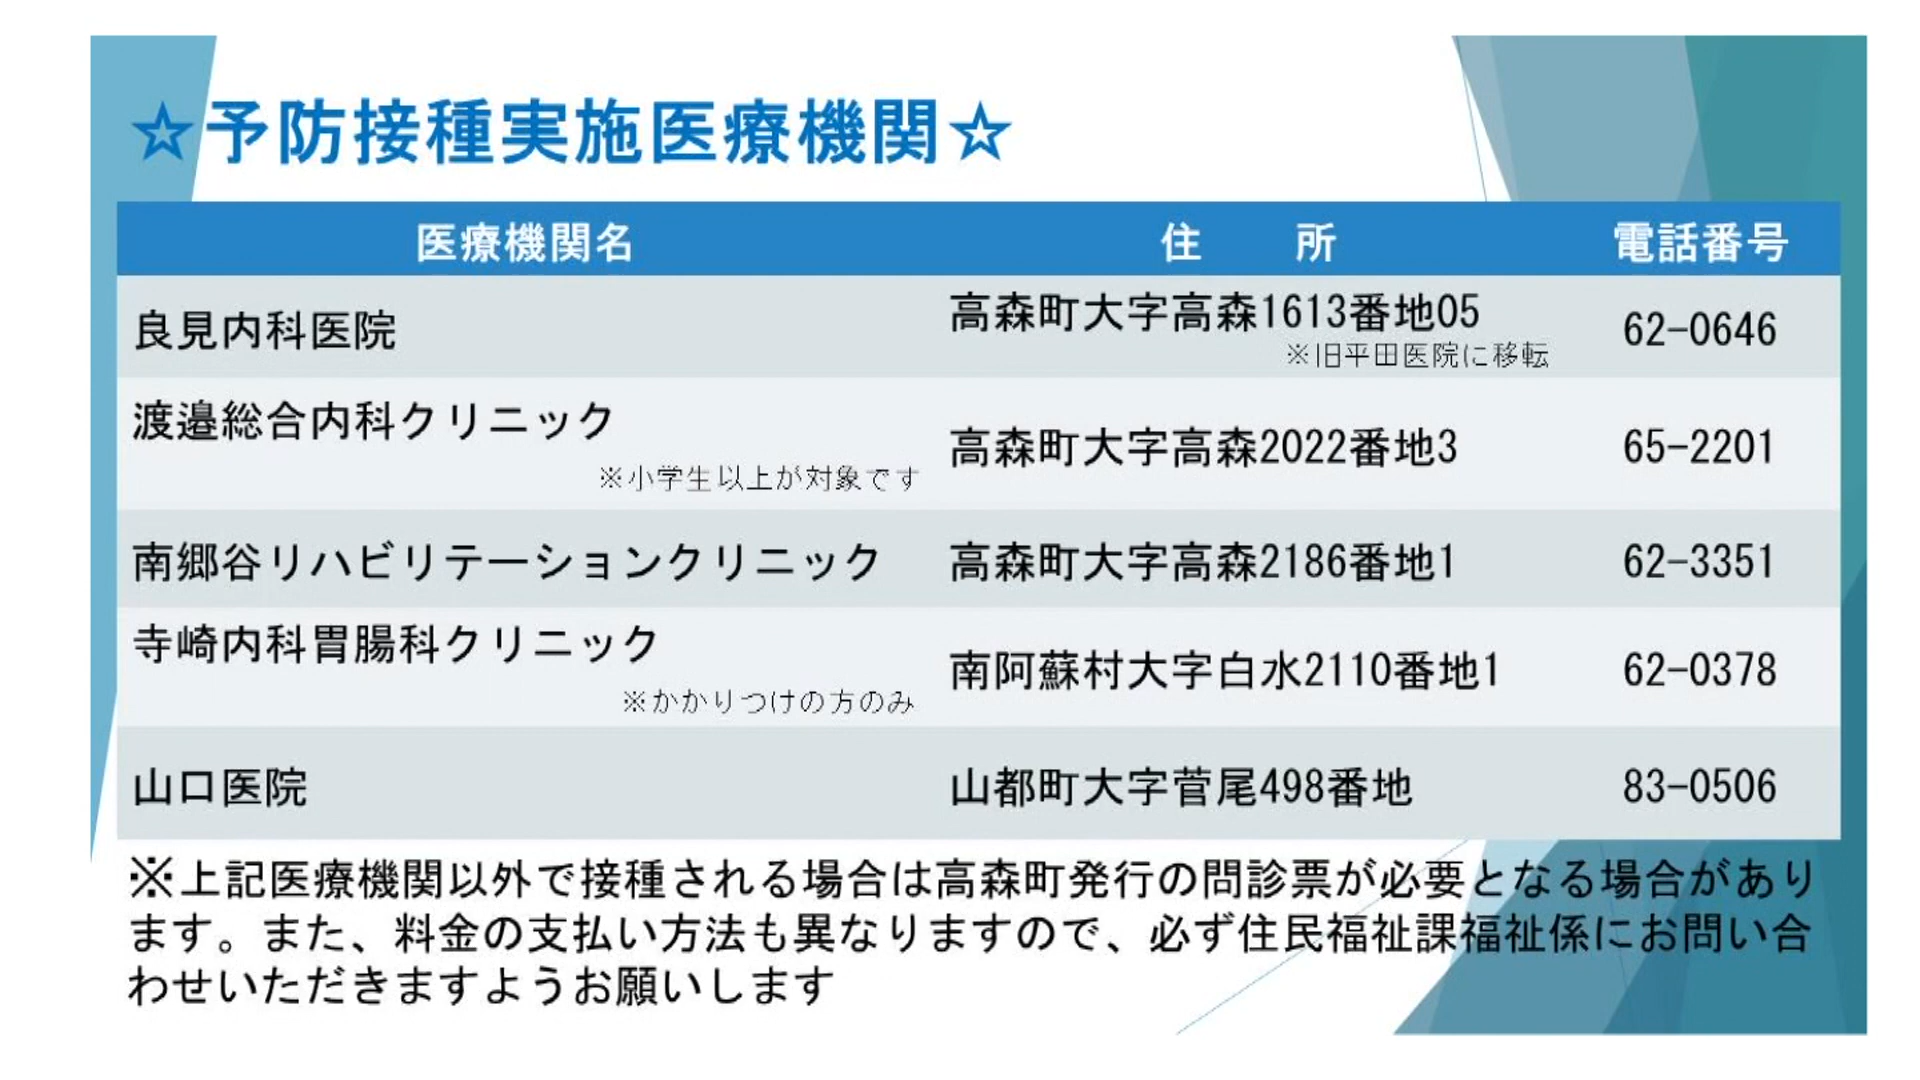 ☆予防接種実施医療機関☆
医療機関名 住 所 電話番号
良見内科医院 高森町大字高森1613番地05 62-0646
※旧平田医院に移転
渡邉総合内科クリニック 高森町大字高森2022番地3 65-2201
※小学生以上が対象です
南郷谷リハビリテーションクリニック 高森町大字高森2186番地1 62-3351
寺崎内科胃腸科クリニック 南阿蘇村大字白水2110番地1 62-0378
※かかりつけの方のみ
山口医院 山都町大字菅尾498番地 83-0506
※上記医療機関以外で接種される場合は高森町発行の問診票が必要となる場合があり
ます。また、料金の支払い方法も異なりますので、必ず住民福祉課福祉係にお問い合
わせいただきますようお願いします